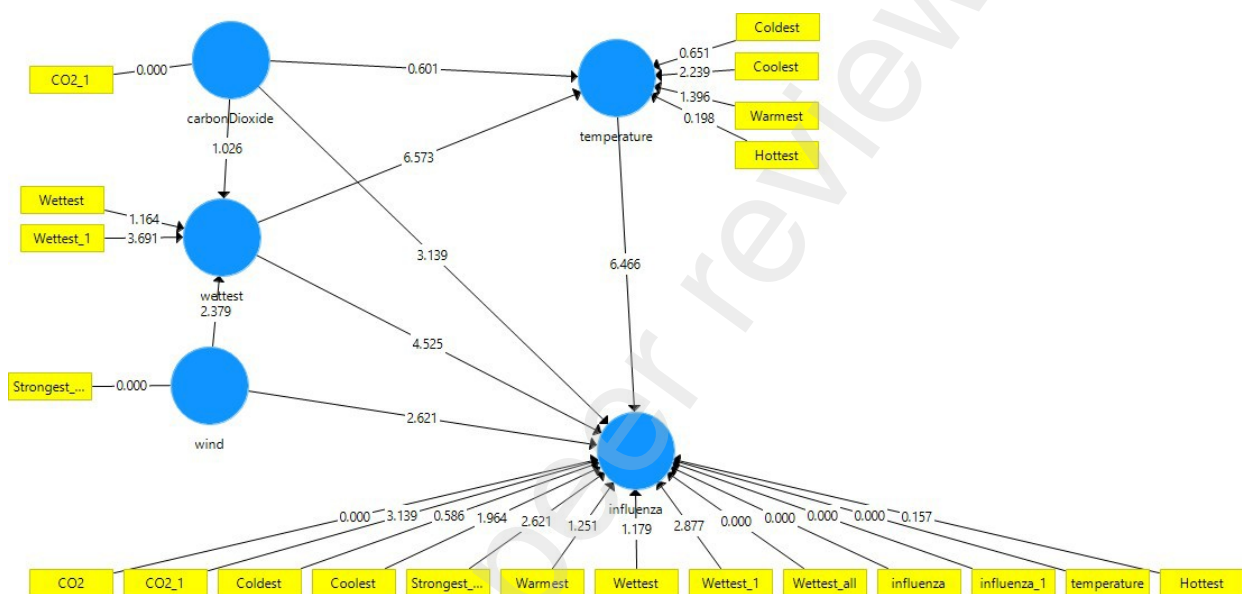 Coldest
0.651
CO2_1
0.000
0.601
2.239
Coolest
carbonDioxide
1.396
Warmest
temperature
0.198
1.026
Hottest
6.573
Wettest
1.164
Wettest_1
3.691
3.139
6.466
wettest
2.379
4.525
Strongest_...
0.000
2.621
wind
influenza
0.000
3.139
0.586
1.964
2.621
1.251
1.179
2.877
0.000
0.000
0.000
0.000
0.157
CO2
CO2_1
Coldest
Coolest
Strongest_...
Warmest
Wettest
Wettest_1
Wettest_all
influenza
influenza_1
temperature
Hottest
peer review